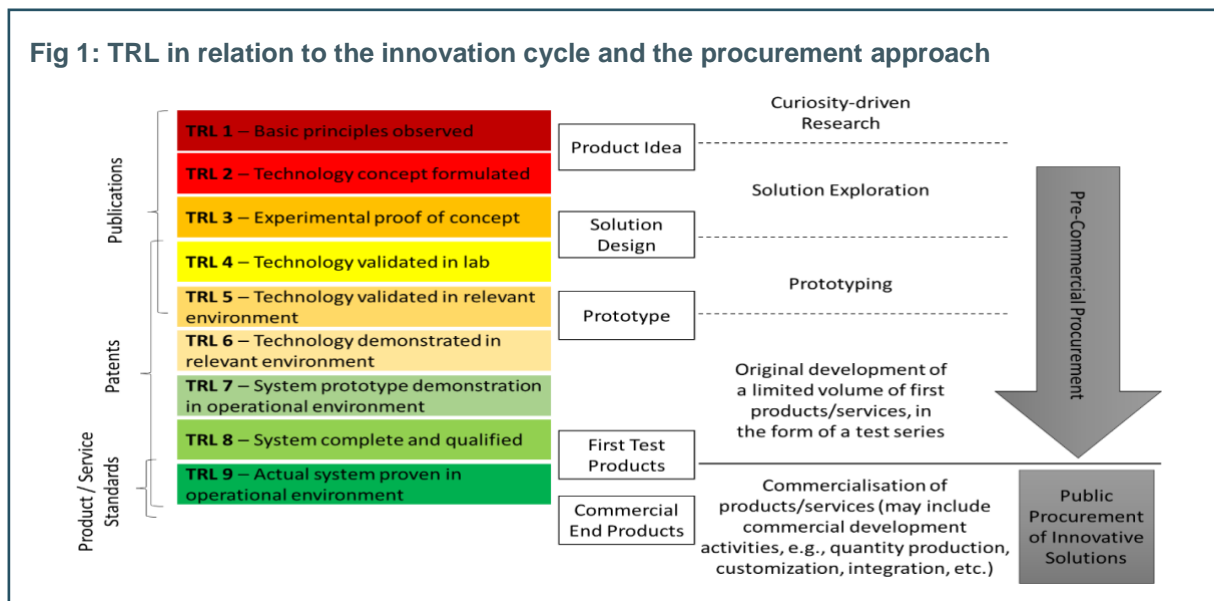 Fig 1: TRL in relation to the innovation cycle and the procurement approach
Publications
Patents
Product / Service
Standards
TRL 1 – Basic principles observed
TRL 2 – Technology concept formulated
TRL 3 – Experimental proof of concept
TRL 4 – Technology validated in lab
TRL 5 – Technology validated in relevant
environment
TRL 6 – Technology demonstrated in
relevant environment
TRL 7 – System prototype demonstration
in operational environment
TRL 8 – System complete and qualified
TRL 9 – Actual system proven in
operational environment
Product Idea
Solution
Design
Prototype
First Test
Products
Commercial
End Products
Curiosity-driven
Research
Solution Exploration
Prototyping
Original development of
a limited volume of first
products/services, in
the form of a test series
Commercialisation of
products/services (may include
commercial development
activities, e.g., quantity production,
customization, integration, etc.)
Pre-Commercial Procurement
Public
Procurement
of Innovative
Solutions